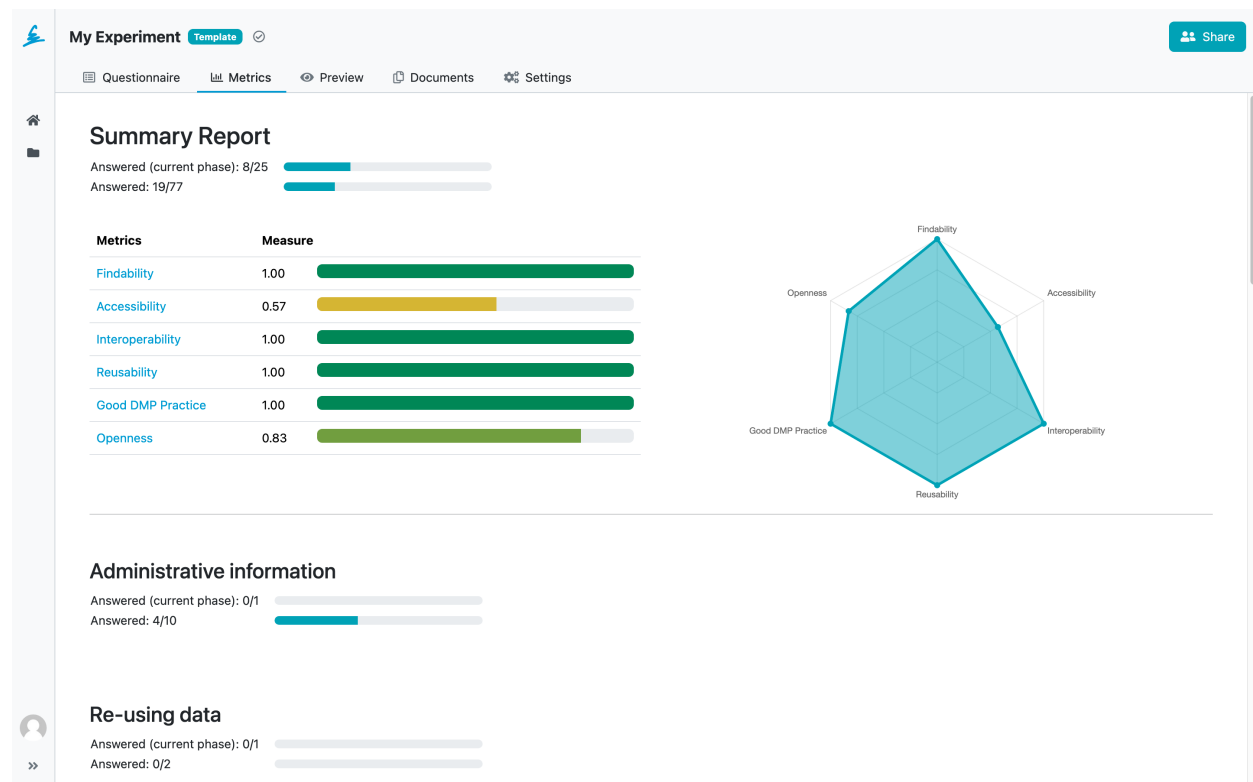 My Experiment Template
Share
Questionnaire Metrics Preview Documents Settings
Summary Report
Answered (current phase): 8/25
Answered: 19/77
Metrics Measure
Findability 1.00
Accessibility 0.57
Interoperability 1.00
Reusability 1.00
Good DMP Practice 1.00
Openness 0.83
Findability
Openness Accessibility
Good DMP Practice Interoperability
Reusability
Administrative information
Answered (current phase): 0/1
Answered: 4/10
Re-using data
Answered (current phase): 0/1
Answered: 0/2